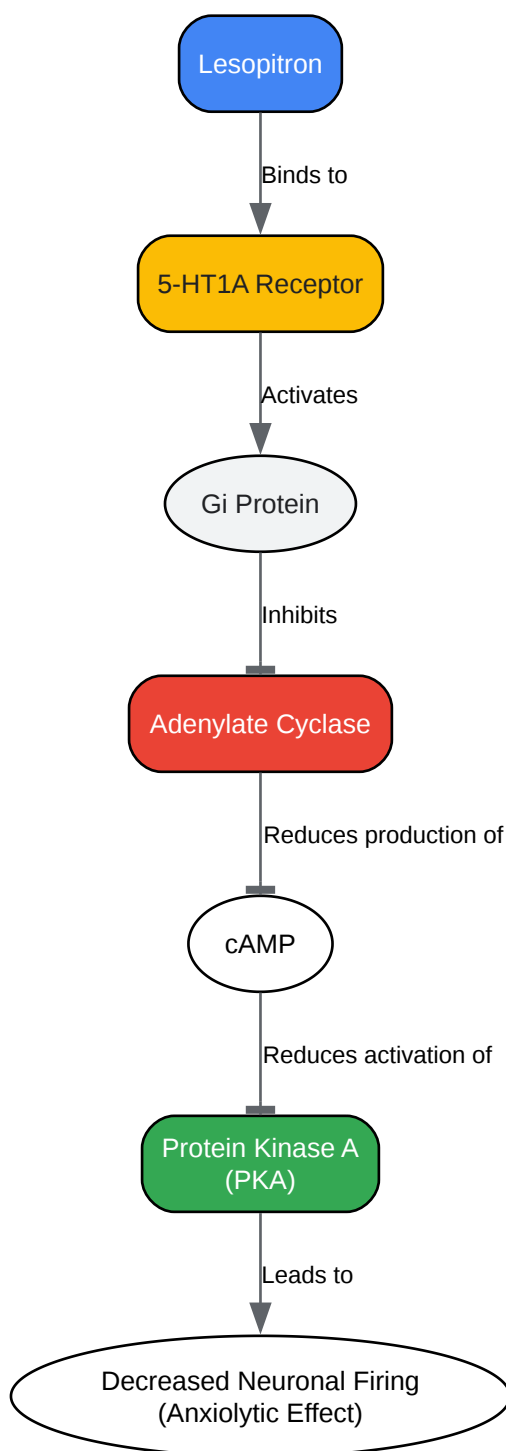 Lesopitron
Binds to
5-HT1A Receptor
Activates
Gi Protein
Inhibits
Adenylate Cyclase
Reduces production of
cAMP
Reduces activation of
Protein Kinase A
(PKA)
Leads to
Decreased Neuronal Firing
(Anxiolytic Effect)